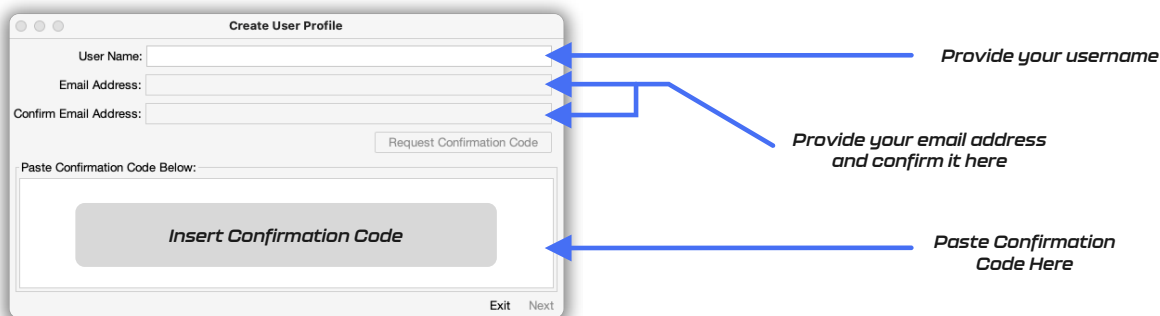 Create User Profile
User Name:
Provide your username
Email Address:
Confirm Email Address:
Provide your email address
and confirm it here
Request Confirmation Code
Paste Confirmation Code Below:
Insert Confirmation Code
Paste Confirmation
Code Here
Exit Next